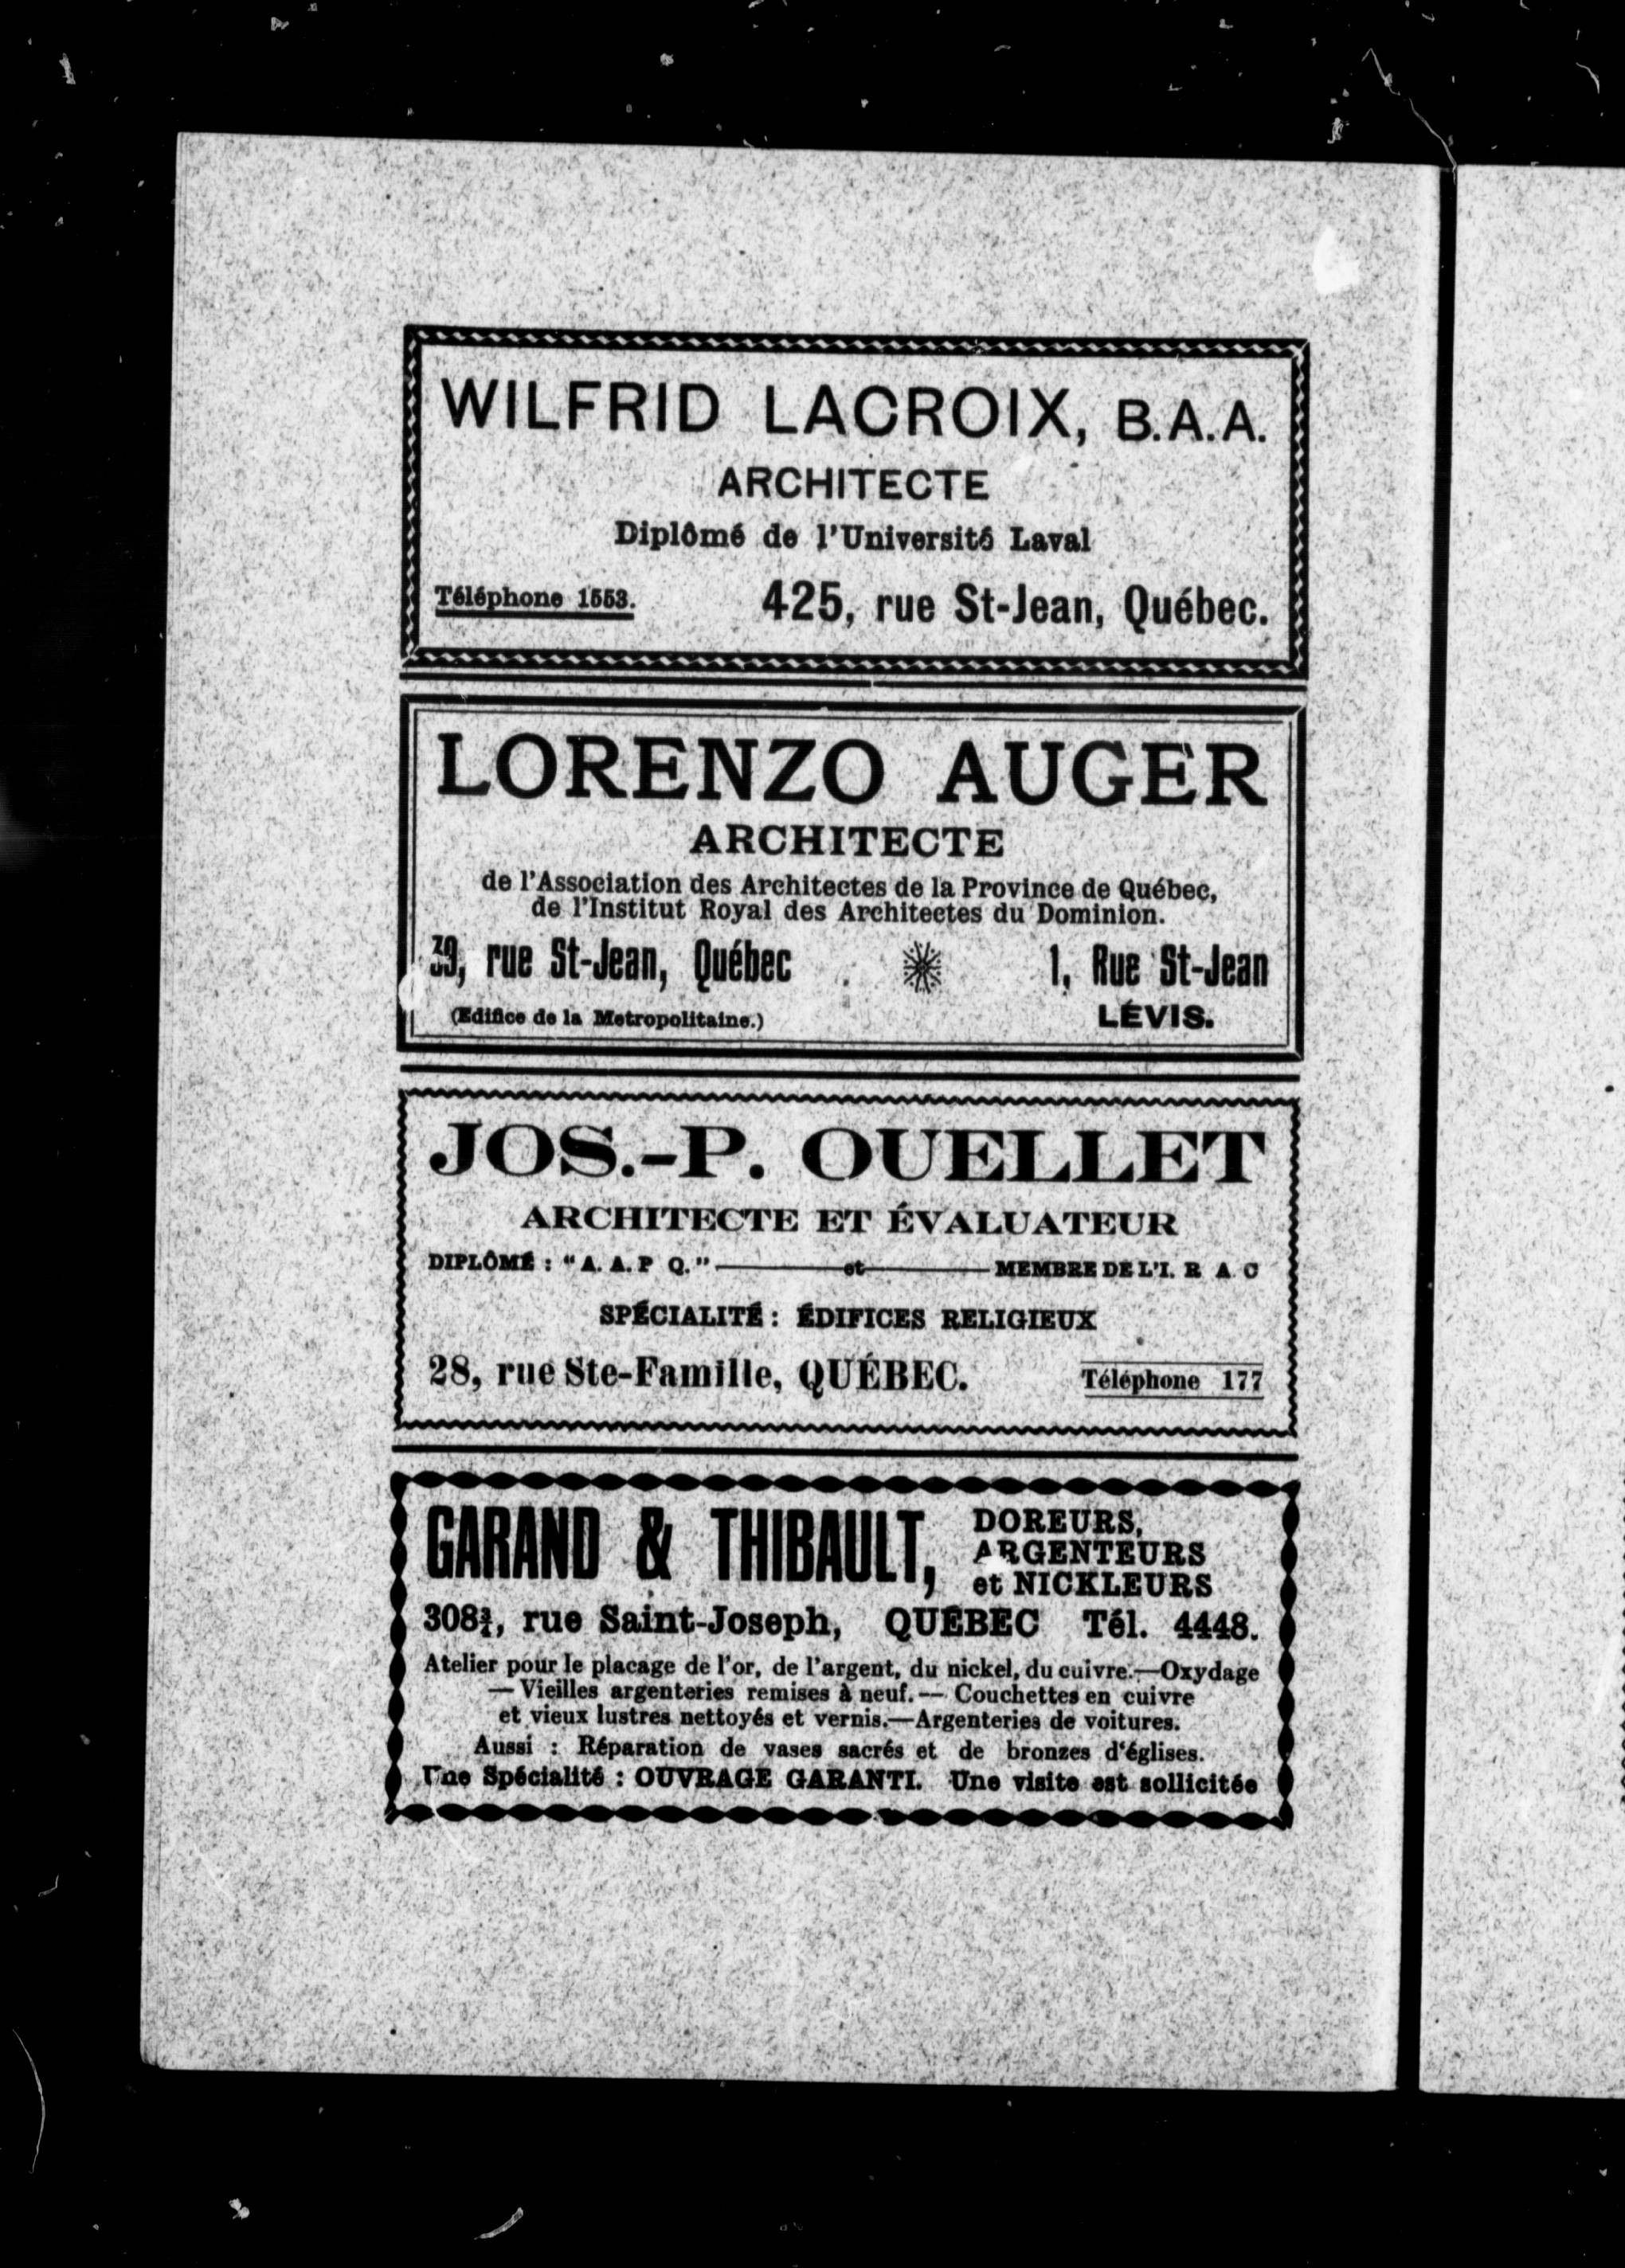 WILFRID LACROIX, B.A.A.
ARCHITECTE
Diplômé de l'Université Laval
Téléphone 1553. 425, rue St-Jean, Québec.
LORENZO AUGER
ARCHITECTE
de l'Association des Architectes de la Province de Québec,
de l'Institut Royal des Architectes du Dominion.
39, rue St-Jean, Québec 1, Rue St-Jean
(Edifice de la Metropolitaine.) LÉVIS.
JOS.-P. OUELLET
ARCHITECTE ET ÉVALUATEUR
DIPLÔMÉ : "A. A. P Q." — et — MEMBRE DE L'I. R A C
SPÉCIALITÉ : ÉDIFICES RELIGIEUX
28, rue Ste-Famille, QUÉBEC. Téléphone 177
GARAND & THIBAULT, DOREURS,
ARGENTEURS
et NICKLEURS
308¾, rue Saint-Joseph, QUÉBEC Tél. 4448.
Atelier pour le placage de l'or, de l'argent, du nickel, du cuivre.—Oxydage
— Vieilles argenteries remises à neuf. — Couchettes en cuivre
et vieux lustres nettoyés et vernis.—Argenteries de voitures.
Aussi : Réparation de vases sacrés et de bronzes d'églises.
Une Spécialité : OUVRAGE GARANTI. Une visite est sollicitée